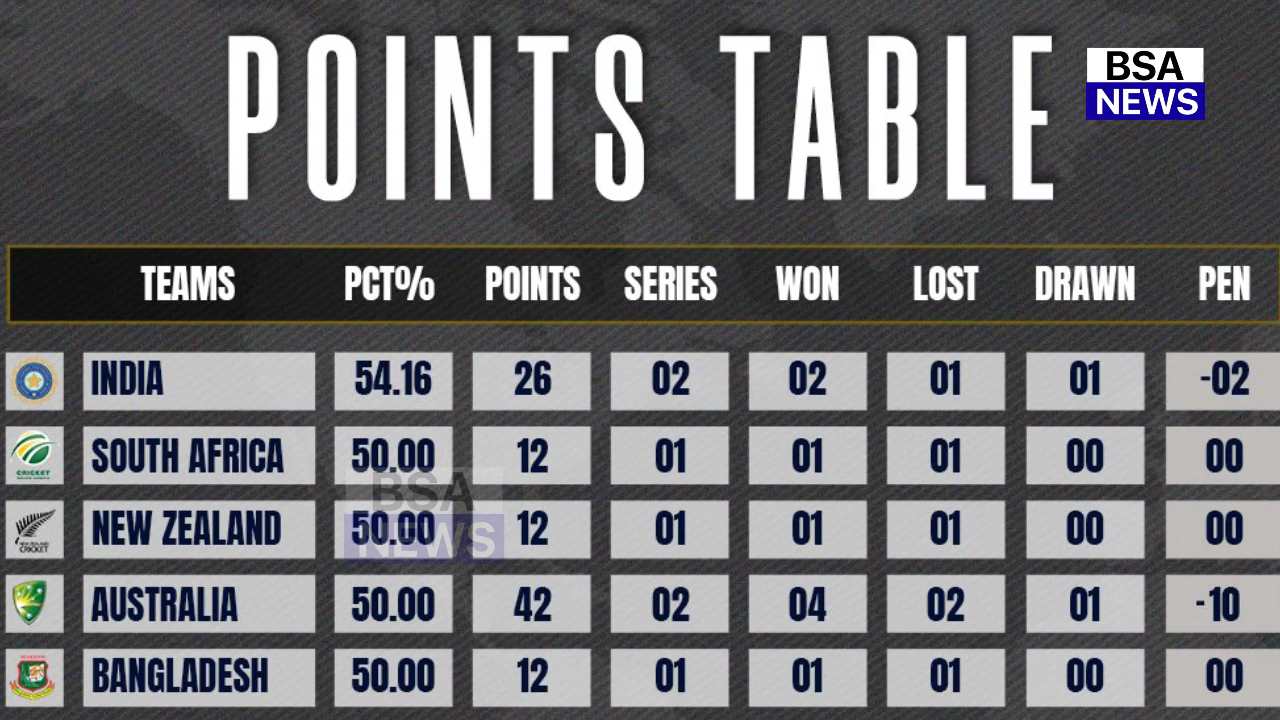 POINTS TABLE
BSA
NEWS
TEAMS PCT% POINTS SERIES WON LOST DRAWN PEN
INDIA 54.16 26 02 02 01 01 -02
SOUTH AFRICA 50.00 12 01 01 01 00 00
CRICKET
BSA
NEW ZEALAND 50.00 12 01 01 01 00 00
CRICKET
NEWS
AUSTRALIA 50.00 42 02 04 02 01 -10
BANGLADESH 50.00 12 01 01 01 00 00